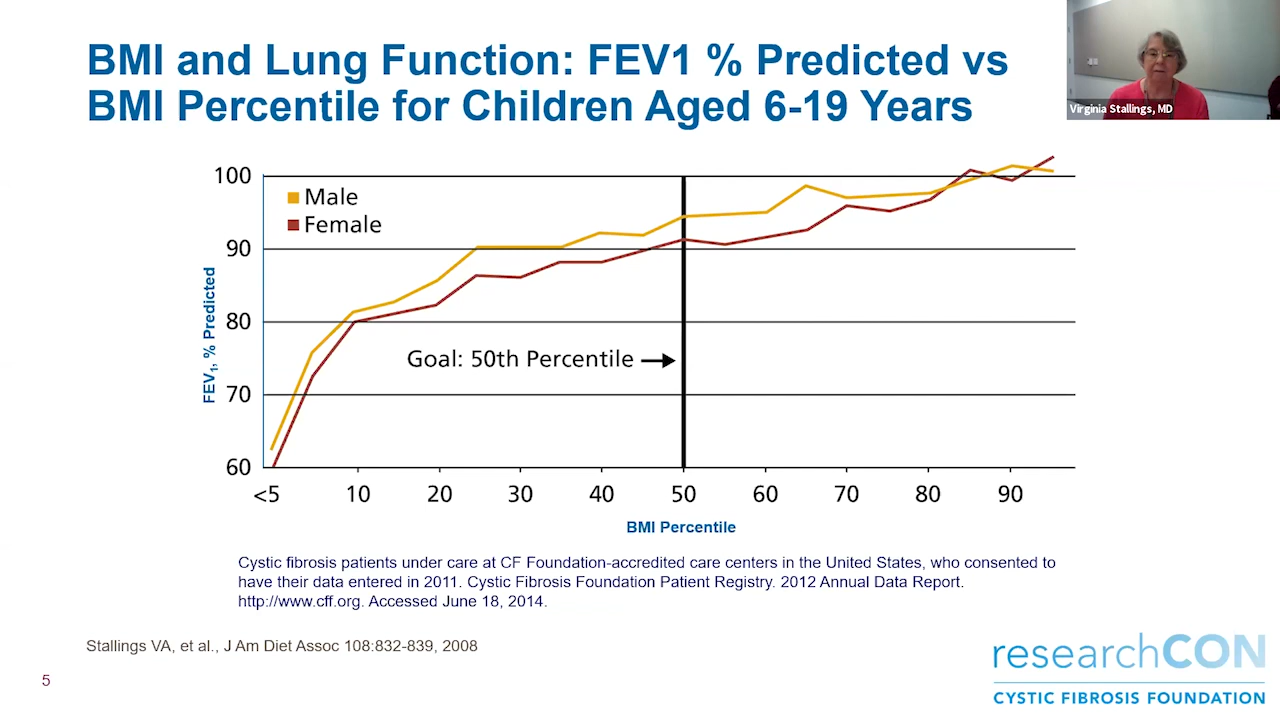 BMI and Lung Function: FEV1 % Predicted vs
BMI Percentile for Children Aged 6-19 Years
Virginia Stallings, MD
100
90
80
70
60
FEV1, % Predicted
Male
Female
Goal: 50th Percentile
<5 10 20 30 40 50 60 70 80 90
BMI Percentile
Cystic fibrosis patients under care at CF Foundation-accredited care centers in the United States, who consented to
have their data entered in 2011. Cystic Fibrosis Foundation Patient Registry. 2012 Annual Data Report.
http://www.cff.org. Accessed June 18, 2014.
Stallings VA, et al., J Am Diet Assoc 108:832-839, 2008
5
researchCON
CYSTIC FIBROSIS FOUNDATION